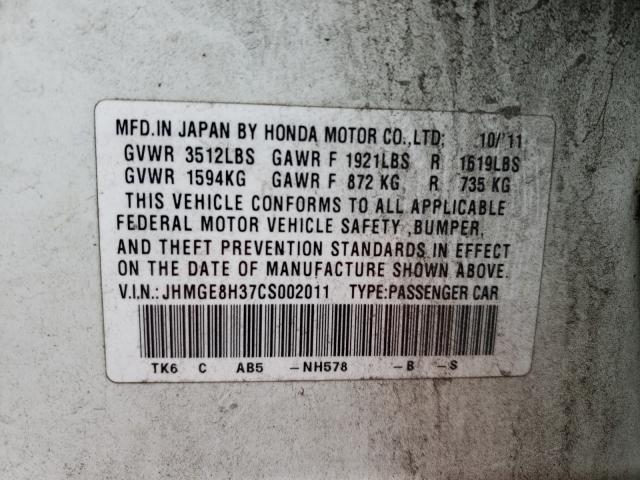 MFD.IN JAPAN BY HONDA MOTOR CO.,LTD; 10/'11
GVWR 3512LBS GAWR F 1921LBS R 1619LBS
GVWR 1594KG GAWR F 872 KG R 735 KG
THIS VEHICLE CONFORMS TO ALL APPLICABLE
FEDERAL MOTOR VEHICLE SAFETY ,BUMPER,
AND THEFT PREVENTION STANDARDS IN EFFECT
ON THE DATE OF MANUFACTURE SHOWN ABOVE.
V.I.N.:JHMGE8H37CS002011 TYPE:PASSENGER CAR
TK6 C AB5 -NH578 -B -S